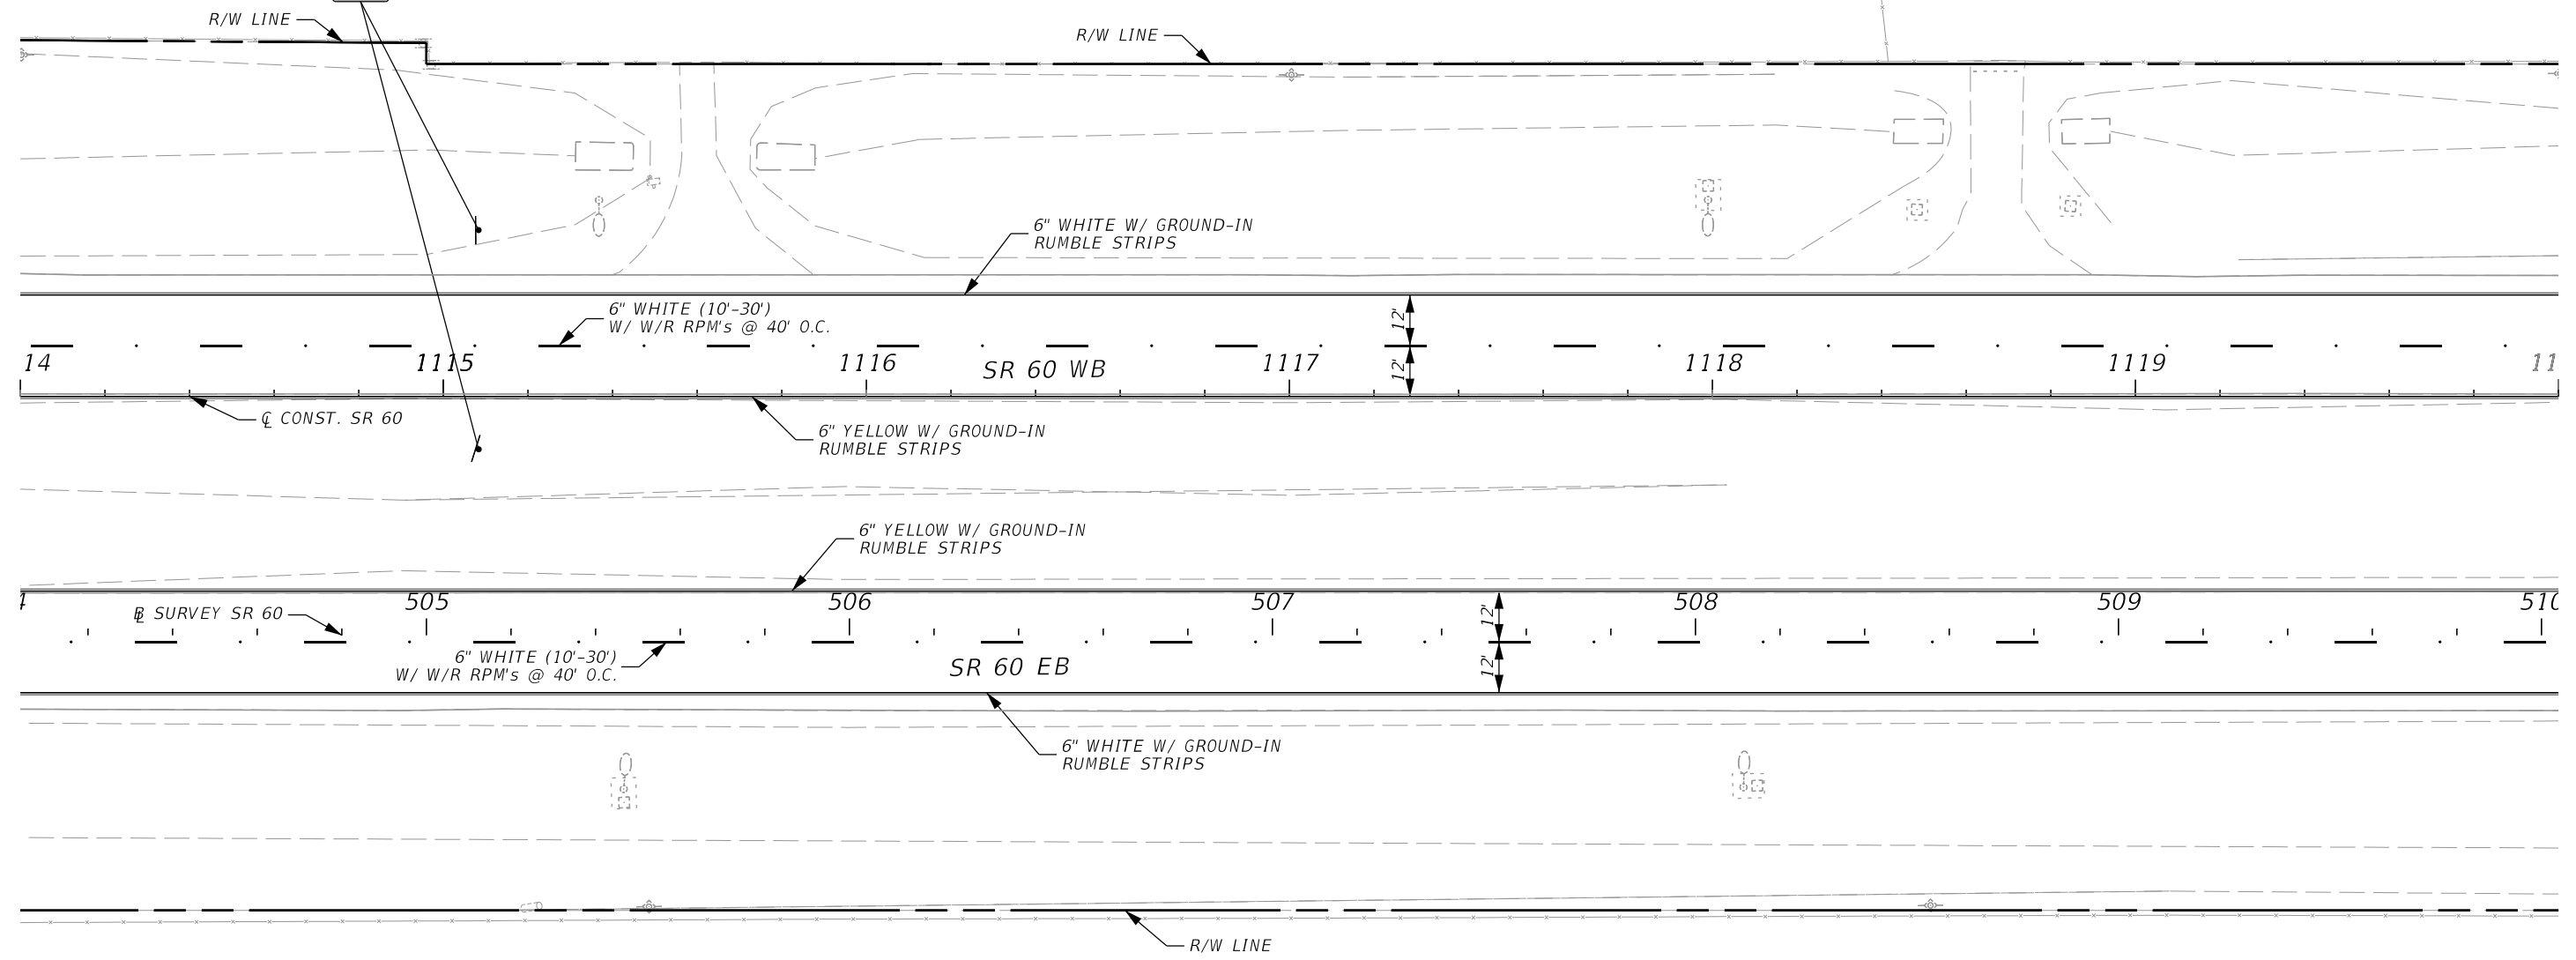 R/W LINE
R/W LINE
6" WHITE W/ GROUND-IN
RUMBLE STRIPS
6" WHITE (10'-30')
W/ W/R RPM's @ 40' O.C.
12'
14
1115
1116
SR 60 WB
1117
12'
1118
1119
11
℄ CONST. SR 60
6" YELLOW W/ GROUND-IN
RUMBLE STRIPS
6" YELLOW W/ GROUND-IN
RUMBLE STRIPS
4
505
506
507
508
509
510
BL SURVEY SR 60
12'
6" WHITE (10'-30')
W/ W/R RPM's @ 40' O.C.
SR 60 EB
12'
6" WHITE W/ GROUND-IN
RUMBLE STRIPS
R/W LINE